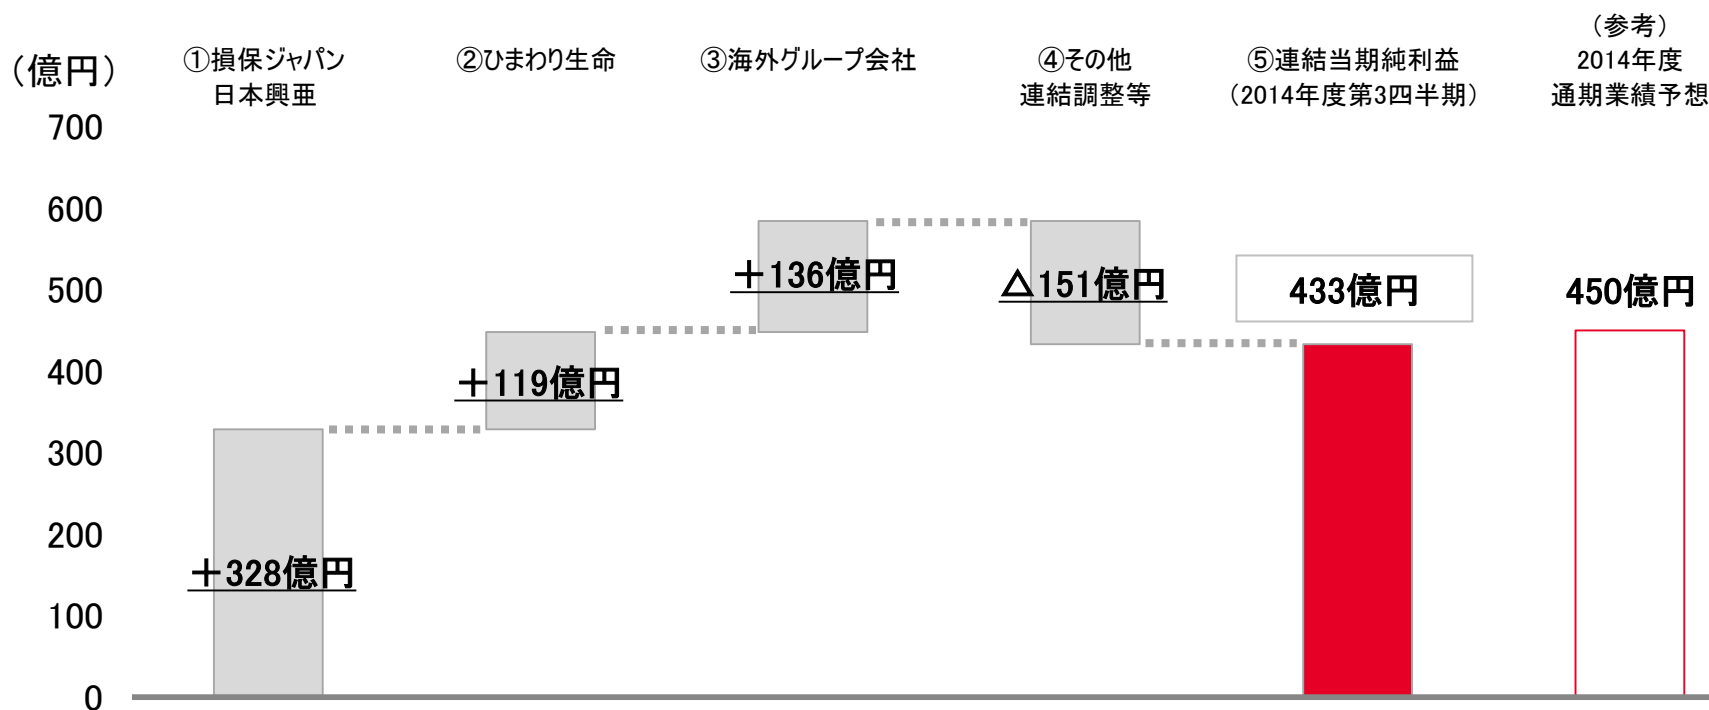 (参考)
(億円)
①損保ジャパン
日本興亜
②ひまわり生命
③海外グループ会社
④その他
連結調整等
⑤連結当期純利益
(2014年度第3四半期)
2014年度
通期業績予想
700
600
500
400
300
200
100
0
+328億円
+119億円
+136億円
△151億円
433億円
450億円